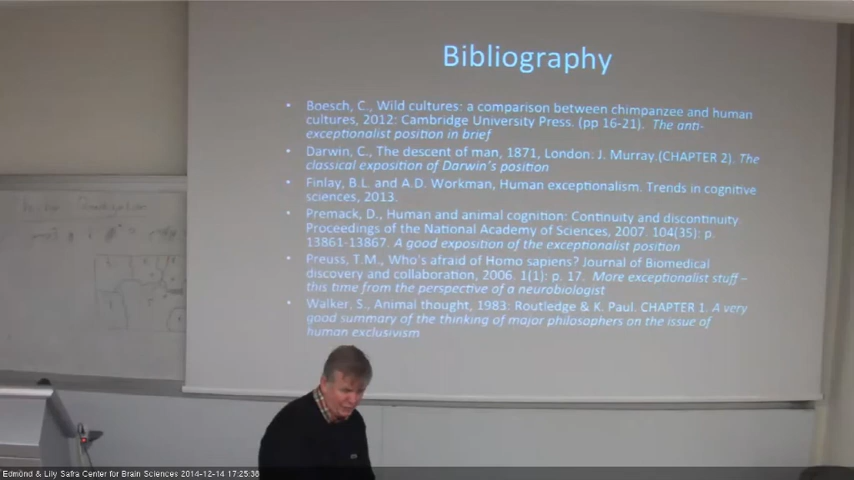 Bibliography
• Boesch, C., Wild cultures: a comparison between chimpanzee and human
cultures, 2012: Cambridge University Press. (pp 16-21). The anti-
exceptionalist position in brief
• Darwin, C., The descent of man, 1871, London: J. Murray.(CHAPTER 2). The
classical exposition of Darwin's position
• Finlay, B.L. and A.D. Workman, Human exceptionalism. Trends in cognitive
sciences, 2013.
• Premack, D., Human and animal cognition: Continuity and discontinuity
Proceedings of the National Academy of Sciences, 2007. 104(35): p.
13861-13867. A good exposition of the exceptionalist position
• Preuss, T.M., Who's afraid of Homo sapiens? Journal of Biomedical
discovery and collaboration, 2006. 1(1): p. 17. More exceptionalist stuff –
this time from the perspective of a neurobiologist
• Walker, S., Animal thought, 1983: Routledge & K. Paul. CHAPTER 1. A very
good summary of the thinking of major philosophers on the issue of
human exclusivism
Edmond & Lily Safra Center for Brain Sciences 2014-12-14 17:25:38